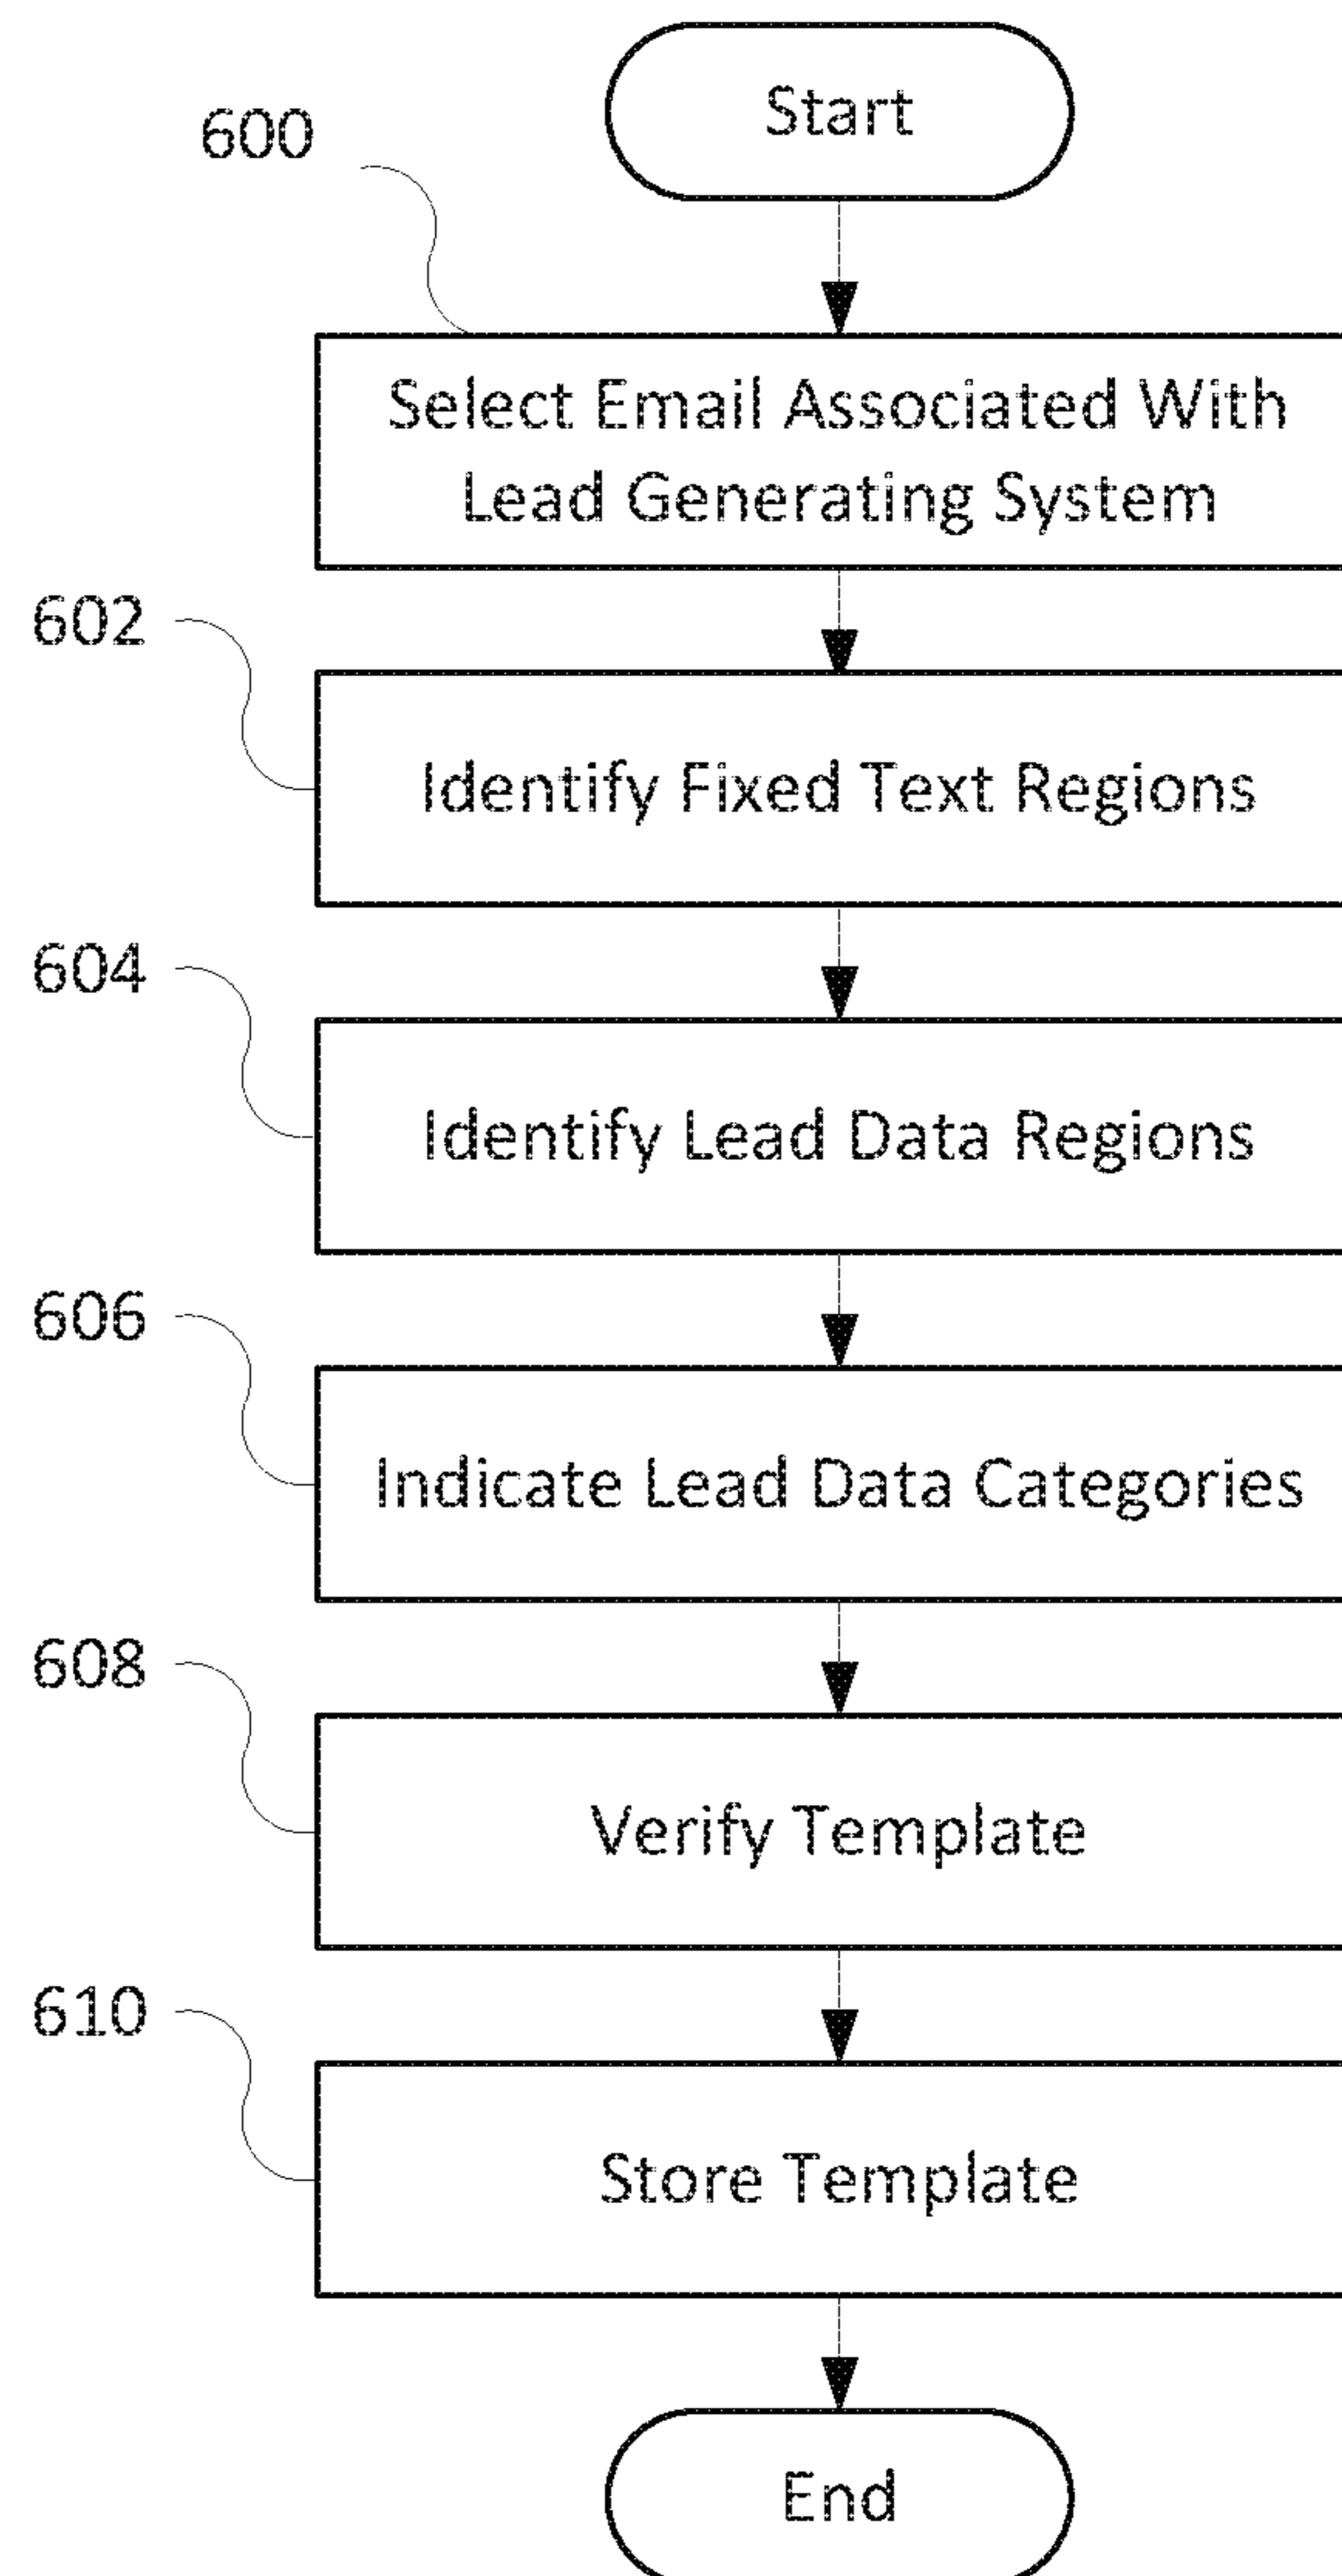 Start
600
Select Email Associated With
Lead Generating System
602
Identify Fixed Text Regions
604
Identify Lead Data Regions
606
Indicate Lead Data Categories
608
Verify Template
610
Store Template
End